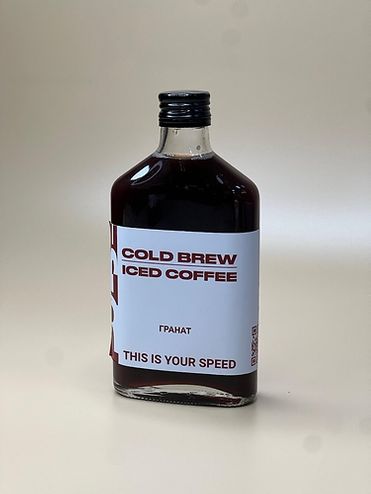 COLD BREW
ICED COFFEE
ГРАНАТ
THIS IS YOUR SPEED